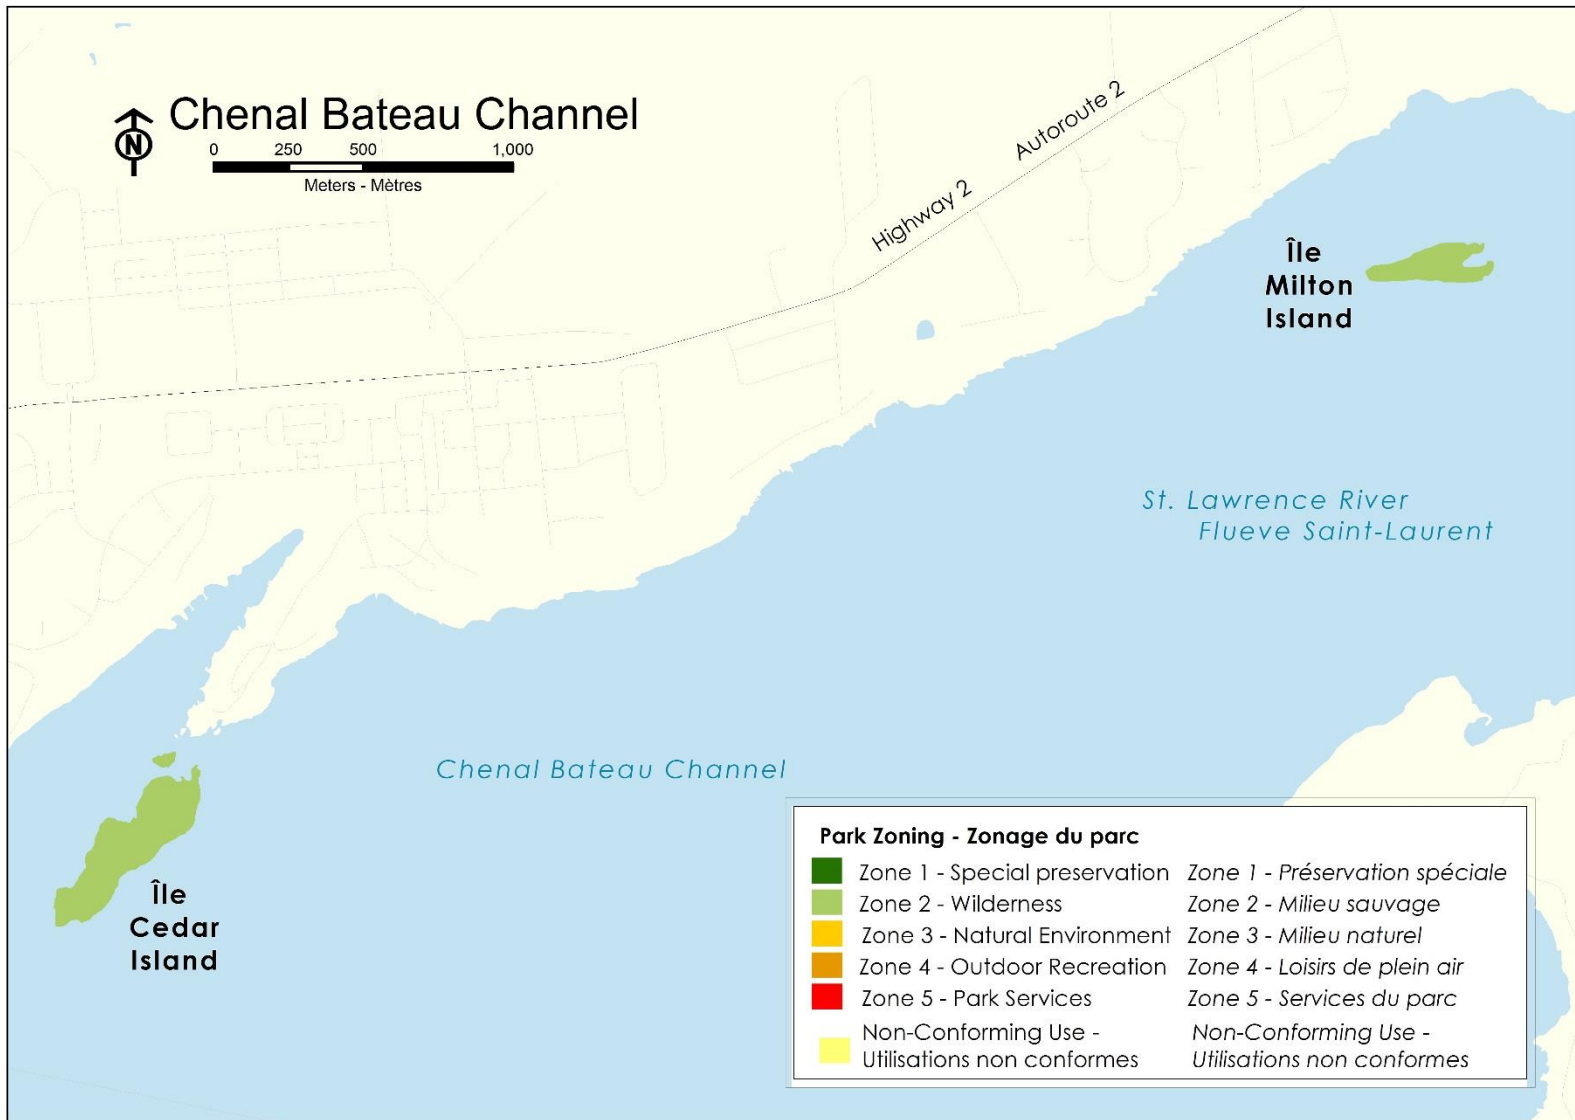 Chenal Bateau Channel
N
0 250 500 1,000
Meters - Mètres
Autoroute 2
Highway 2
Île
Milton
Island
St. Lawrence River
Flueve Saint-Laurent
Chenal Bateau Channel
Île
Cedar
Island
Park Zoning - Zonage du parc
Zone 1 - Special preservation Zone 1 - Préservation spéciale
Zone 2 - Wilderness Zone 2 - Milieu sauvage
Zone 3 - Natural Environment Zone 3 - Milieu naturel
Zone 4 - Outdoor Recreation Zone 4 - Loisirs de plein air
Zone 5 - Park Services Zone 5 - Services du parc
Non-Conforming Use - Non-Conforming Use -
Utilisations non conformes Utilisations non conformes